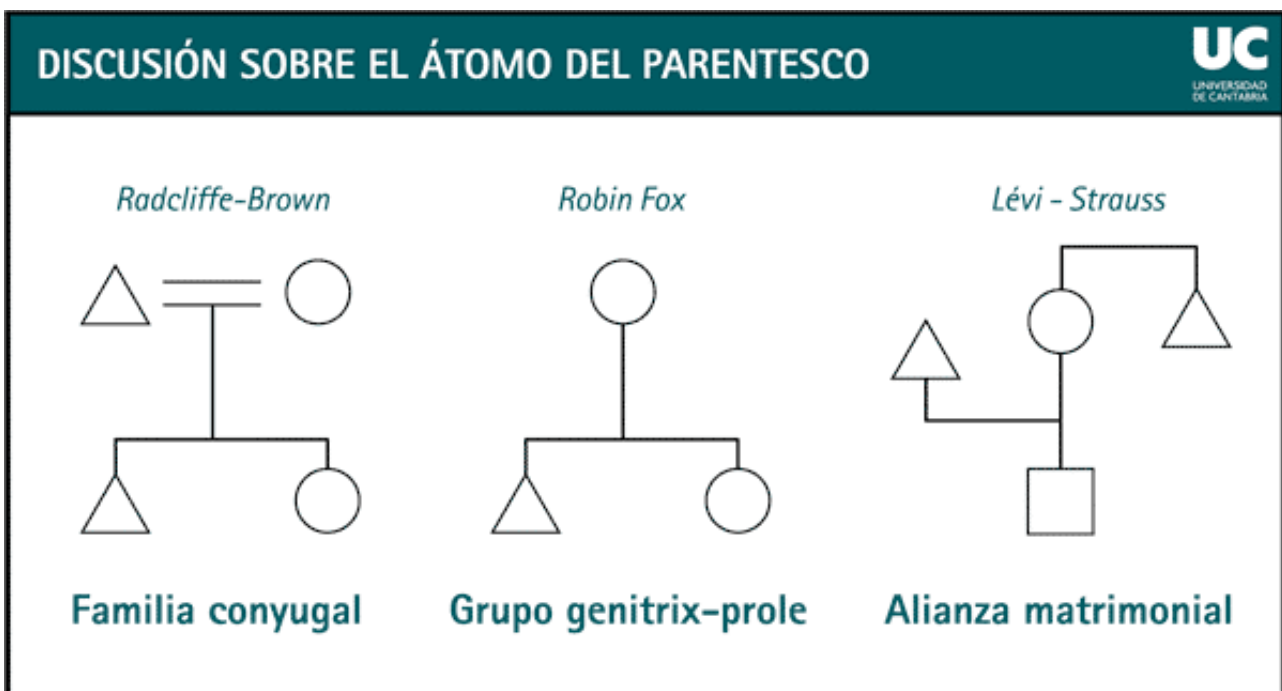 DISCUSIÓN SOBRE EL ÁTOMO DEL PARENTESCO
UC
UNIVERSIDAD
DE CANTABRIA
Radcliffe-Brown
Robin Fox
Lévi - Strauss
Familia conyugal
Grupo genitrix-prole
Alianza matrimonial